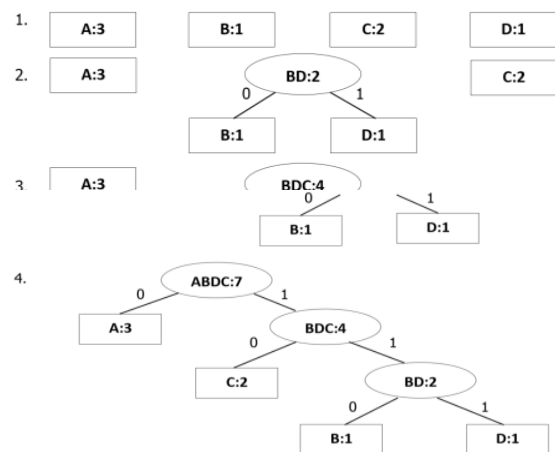 1. A:3 B:1 C:2 D:1
2. A:3 BD:2 C:2
0 1
B:1 D:1
3. A:3 BDC:4
0 1
B:1 D:1
4. ABDC:7
0 1
A:3 BDC:4
0 1
C:2 BD:2
0 1
B:1 D:1